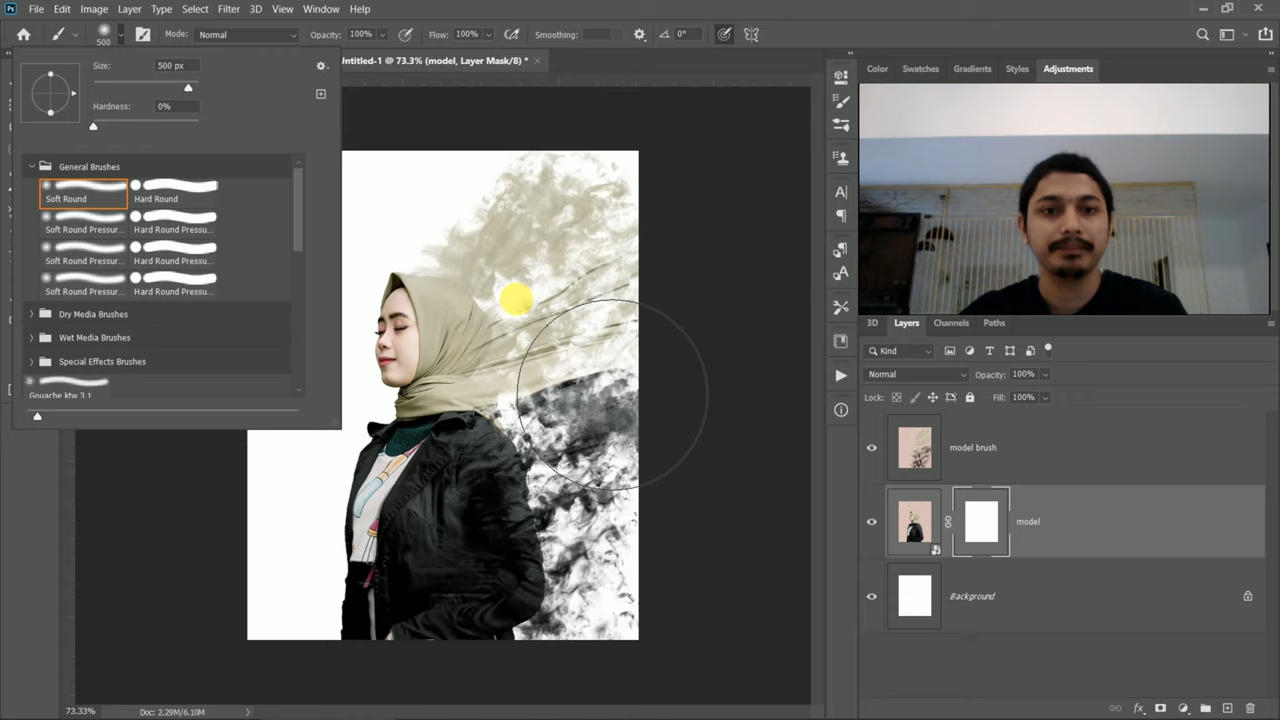 Ps File Edit Image Layer Type Select Filter 3D View Window Help
500 Mode: Normal Opacity: 100% Flow: 100% Smoothing: 0°
Untitled-1 @ 73.3% (model, Layer Mask/8) *
Size: 500 px
Hardness: 0%
General Brushes
Soft Round Hard Round
Soft Round Pressur... Hard Round Pressu...
Soft Round Pressur... Hard Round Pressu...
Soft Round Pressur... Hard Round Pressu...
Dry Media Brushes
Wet Media Brushes
Special Effects Brushes
Gouache ktw 3 1
Color Swatches Gradients Styles Adjustments
3D Layers Channels Paths
Kind
Normal Opacity: 100%
Lock: Fill: 100%
model brush
model
Background
73.33% Doc: 2.29M/6.10M